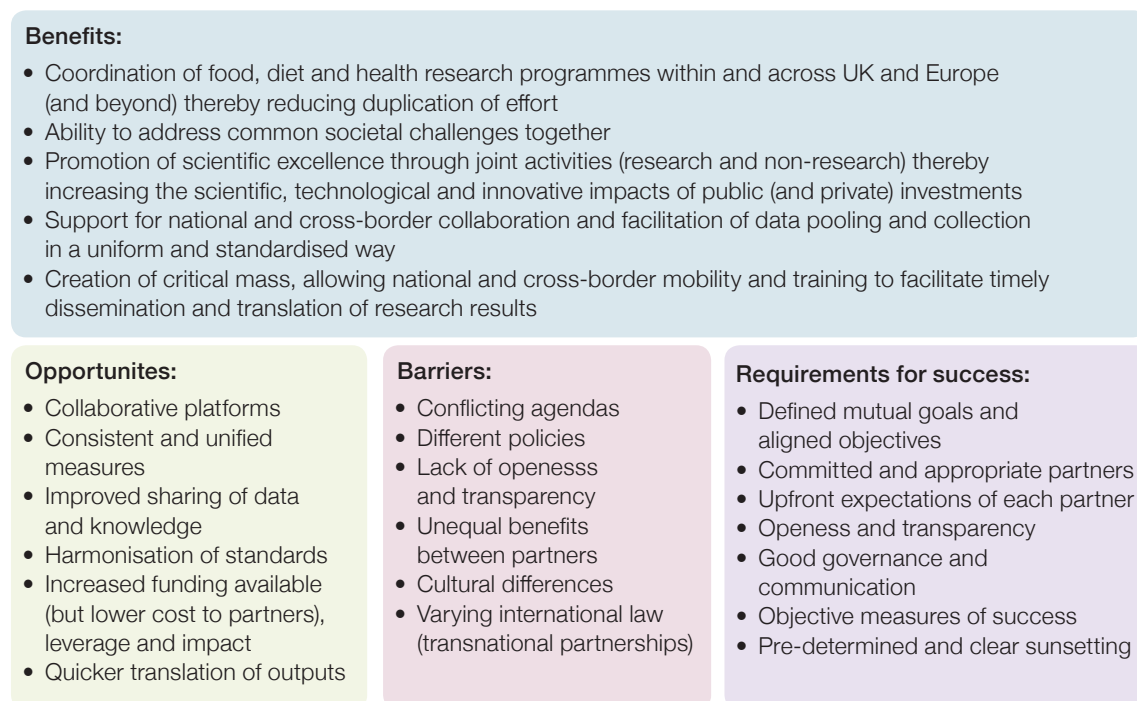 Benefits:
• Coordination of food, diet and health research programmes within and across UK and Europe
(and beyond) thereby reducing duplication of effort
• Ability to address common societal challenges together
• Promotion of scientific excellence through joint activities (research and non-research) thereby
increasing the scientific, technological and innovative impacts of public (and private) investments
• Support for national and cross-border collaboration and facilitation of data pooling and collection
in a uniform and standardised way
• Creation of critical mass, allowing national and cross-border mobility and training to facilitate timely
dissemination and translation of research results
Opportunites:
• Collaborative platforms
• Consistent and unified
measures
• Improved sharing of data
and knowledge
• Harmonisation of standards
• Increased funding available
(but lower cost to partners),
leverage and impact
• Quicker translation of outputs
Barriers:
• Conflicting agendas
• Different policies
• Lack of openesss
and transparency
• Unequal benefits
between partners
• Cultural differences
• Varying international law
(transnational partnerships)
Requirements for success:
• Defined mutual goals and
aligned objectives
• Committed and appropriate partners
• Upfront expectations of each partner
• Openess and transparency
• Good governance and
communication
• Objective measures of success
• Pre-determined and clear sunsetting